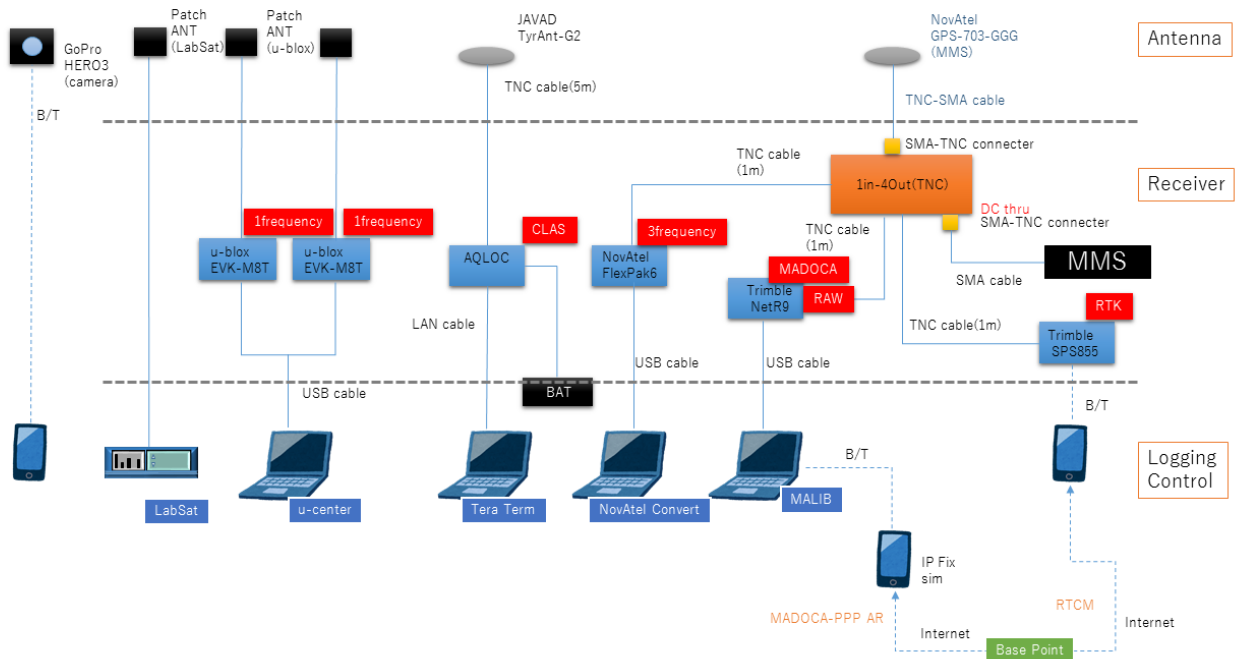 GoPro
HERO3
(camera)
B/T
Patch
ANT
(LabSat)
Patch
ANT
(u-blox)
JAVAD
TyrAnt-G2
TNC cable(5m)
NovAtel
GPS-703-GGG
(MMS)
TNC-SMA cable
Antenna
SMA-TNC connecter
TNC cable
(1m)
1in-4Out(TNC)
Receiver
DC thru
SMA-TNC connecter
1frequency
1frequency
CLAS
3frequency
TNC cable
(1m)
u-blox
EVK-M8T
u-blox
EVK-M8T
AQLOC
NovAtel
FlexPak6
MADOCA
Trimble
NetR9
RAW
MMS
SMA cable
RTK
LAN cable
TNC cable(1m)
Trimble
SPS855
USB cable
USB cable
USB cable
BAT
B/T
B/T
Logging
Control
LabSat
u-center
Tera Term
NovAtel Convert
MALIB
IP Fix
sim
MADOCA-PPP AR
RTCM
Internet
Internet
Base Point